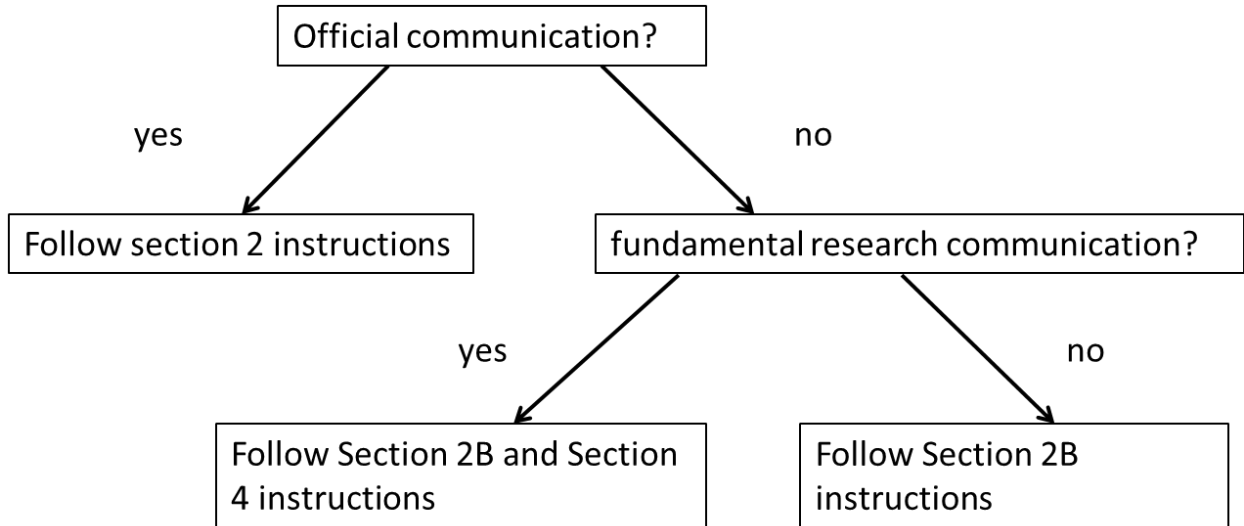 Official communication?
yes
no
Follow section 2 instructions
fundamental research communication?
yes
no
Follow Section 2B and Section
4 instructions
Follow Section 2B
instructions